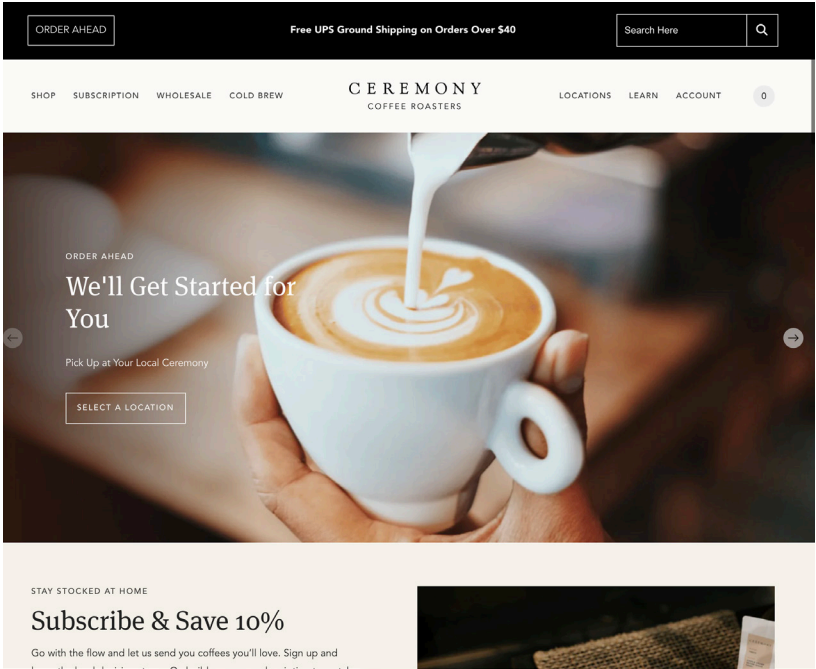 ORDER AHEAD
Free UPS Ground Shipping on Orders Over $40
Search Here
SHOP SUBSCRIPTION WHOLESALE COLD BREW
CEREMONY
COFFEE ROASTERS
LOCATIONS LEARN ACCOUNT 0
ORDER AHEAD
We'll Get Started for
You
Pick Up at Your Local Ceremony
SELECT A LOCATION
STAY STOCKED AT HOME
Subscribe & Save 10%
Go with the flow and let us send you coffees you'll love. Sign up and